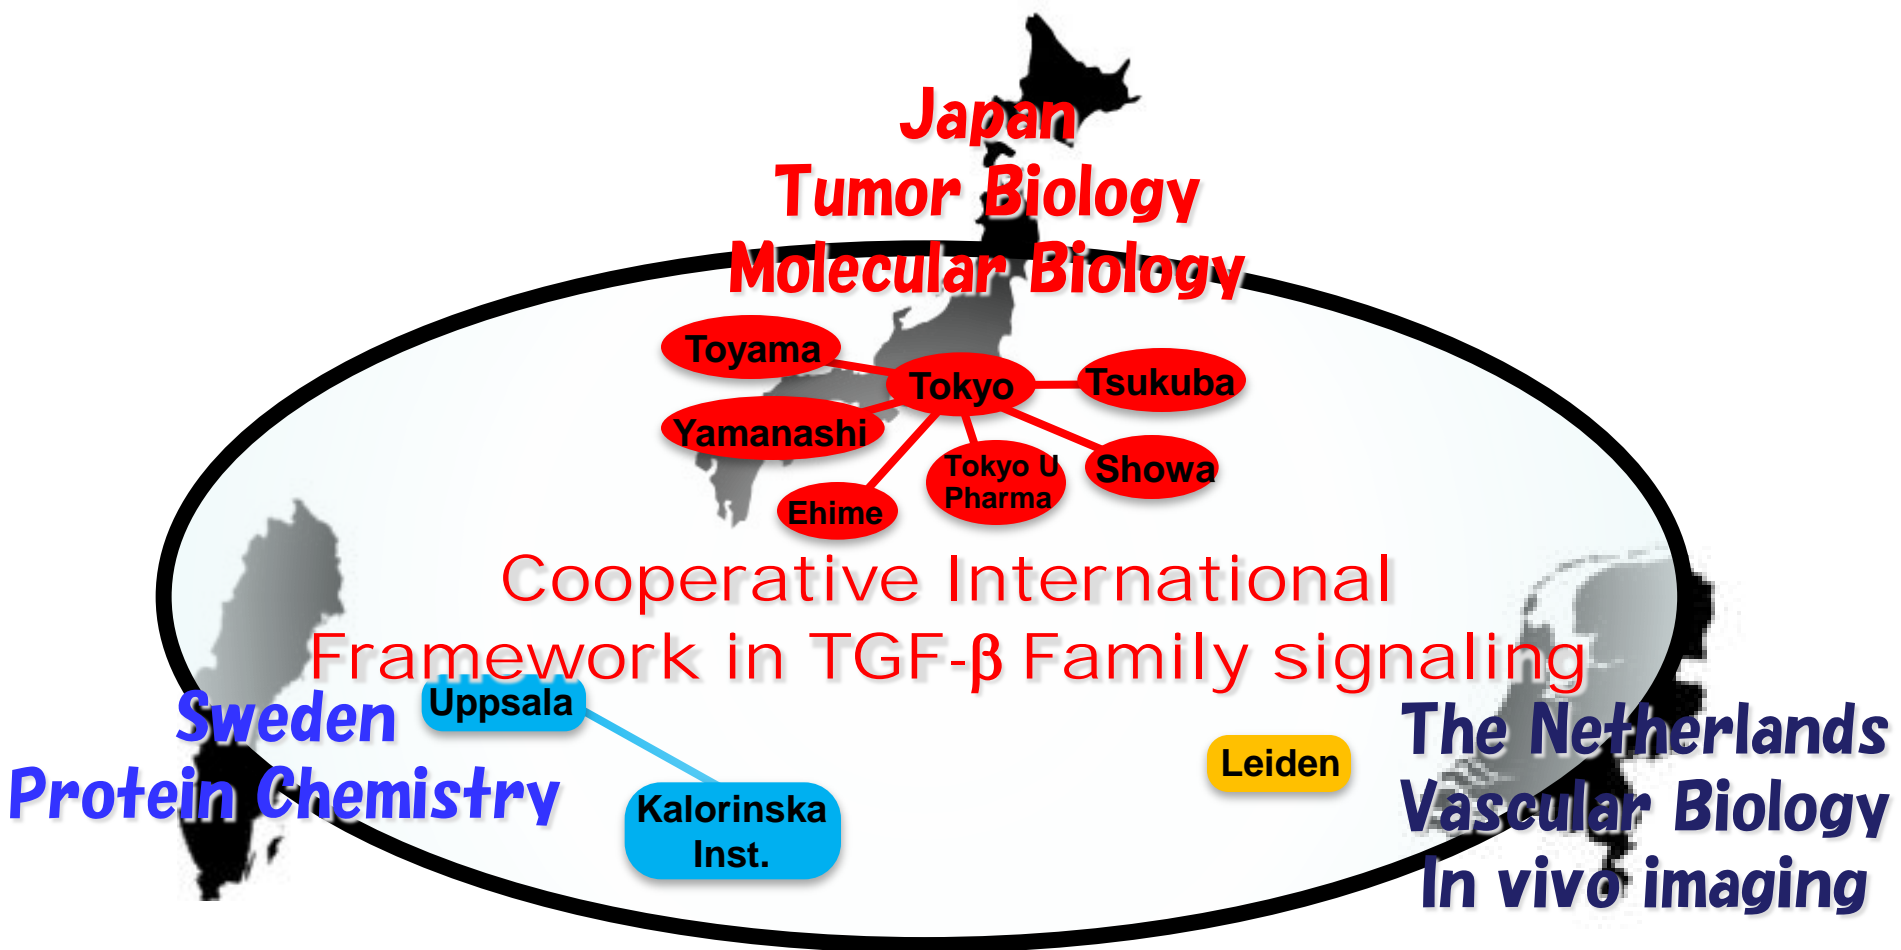 Japan
Tumor Biology
Molecular Biology
Toyama
Tokyo
Tsukuba
Yamanashi
Tokyo U
Pharma
Showa
Ehime
Cooperative International
Framework in TGF-β Family signaling
Sweden
Protein Chemistry
Uppsala
Kalorinska
Inst.
Leiden
The Netherlands
Vascular Biology
In vivo imaging